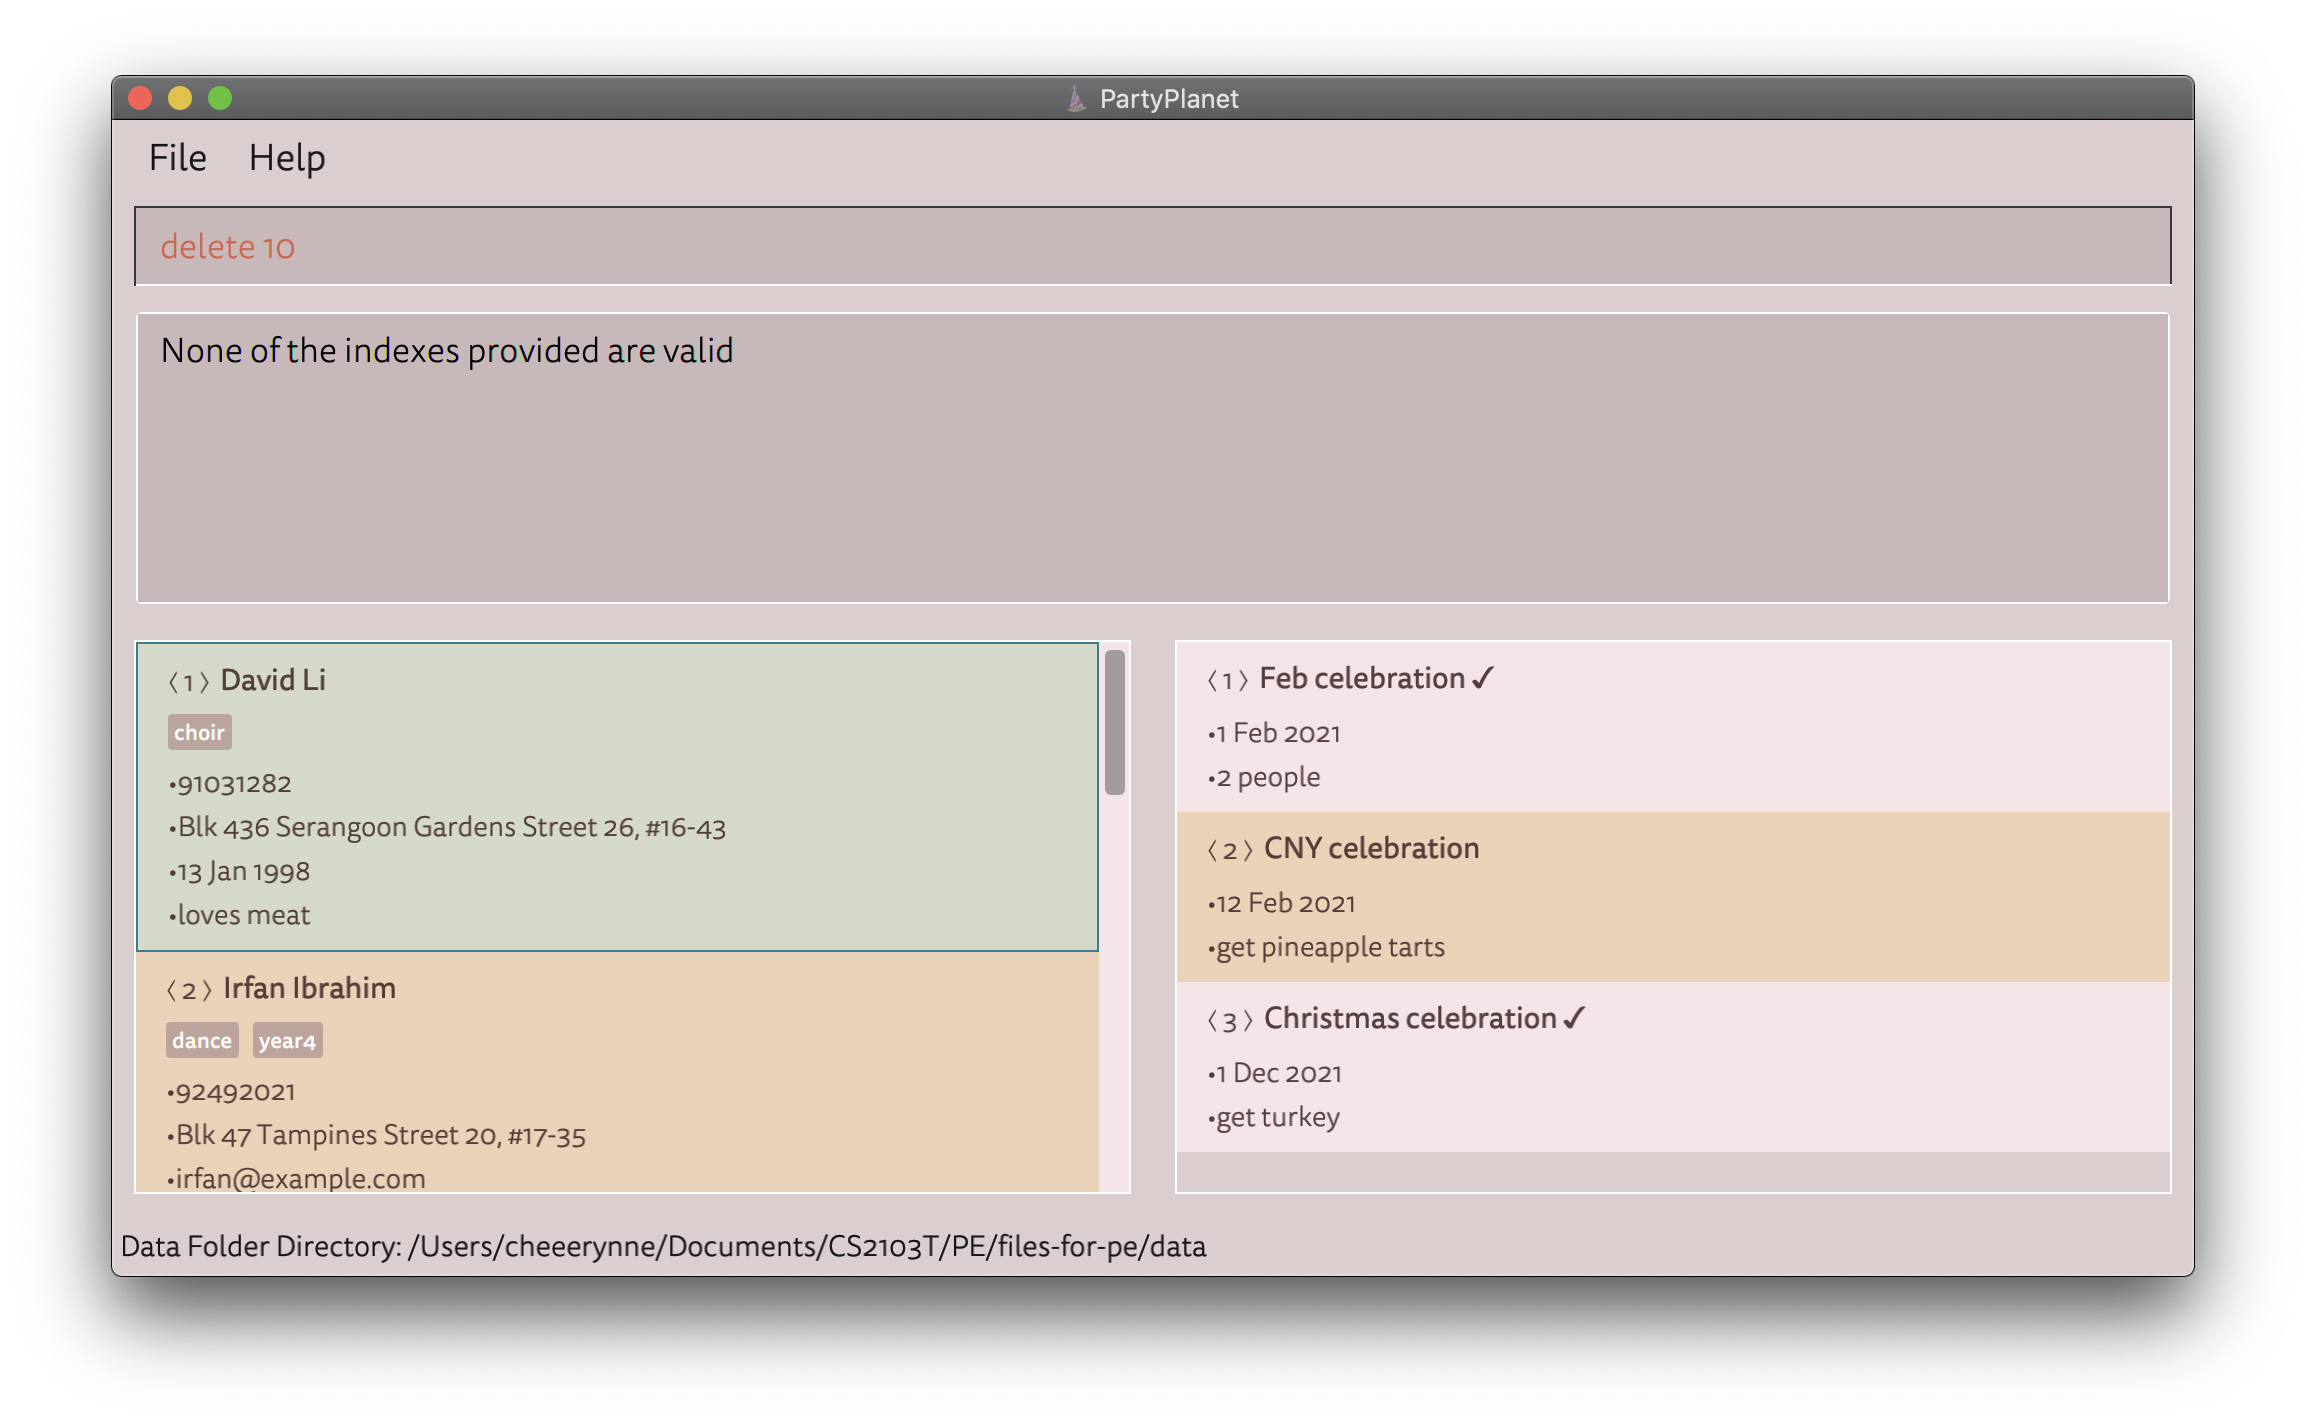 PartyPlanet
File Help
delete 10
None of the indexes provided are valid
〈 1 〉 David Li
choir
•91031282
•Blk 436 Serangoon Gardens Street 26, #16-43
•13 Jan 1998
•loves meat
〈 2 〉 Irfan Ibrahim
dance year4
•92492021
•Blk 47 Tampines Street 20, #17-35
•irfan@example.com
〈 1 〉 Feb celebration ✓
•1 Feb 2021
•2 people
〈 2 〉 CNY celebration
•12 Feb 2021
•get pineapple tarts
〈 3 〉 Christmas celebration ✓
•1 Dec 2021
•get turkey
Data Folder Directory: /Users/cheeerynne/Documents/CS2103T/PE/files-for-pe/data